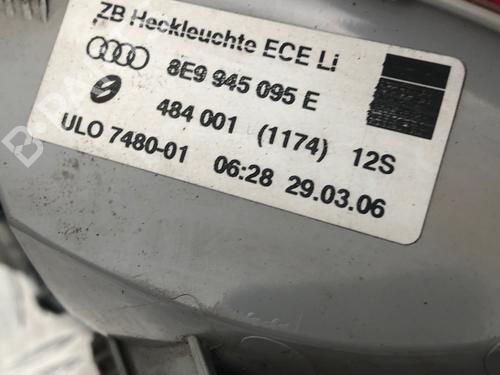 ZB Heckleuchte ECE Li
8E9 945 095 E
484 001 (1174) 12S
ULO 7480-01 06:28 29.03.06